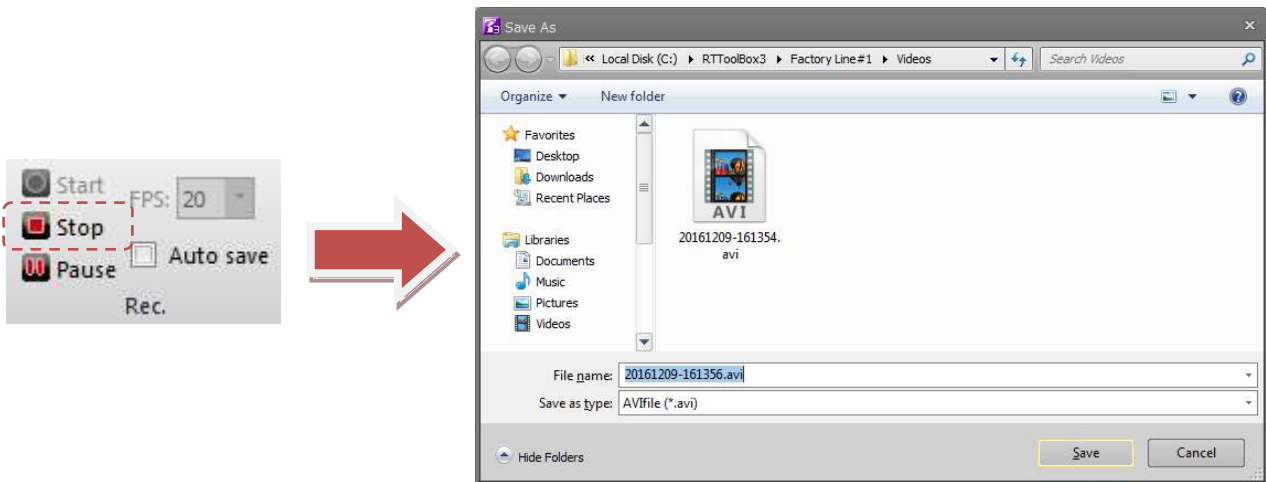 Start
FPS: 20
Stop
Auto save
Pause
Rec.
Save As
« Local Disk (C:) RTToolBox3 Factory Line#1 Videos
Search Videos
Organize
New folder
Favorites
Desktop
Downloads
Recent Places
Libraries
Documents
Music
Pictures
Videos
AVI
20161209-161354.
avi
File name: 20161209-161356.avi
Save as type: AVIfile (*.avi)
Hide Folders
Save
Cancel